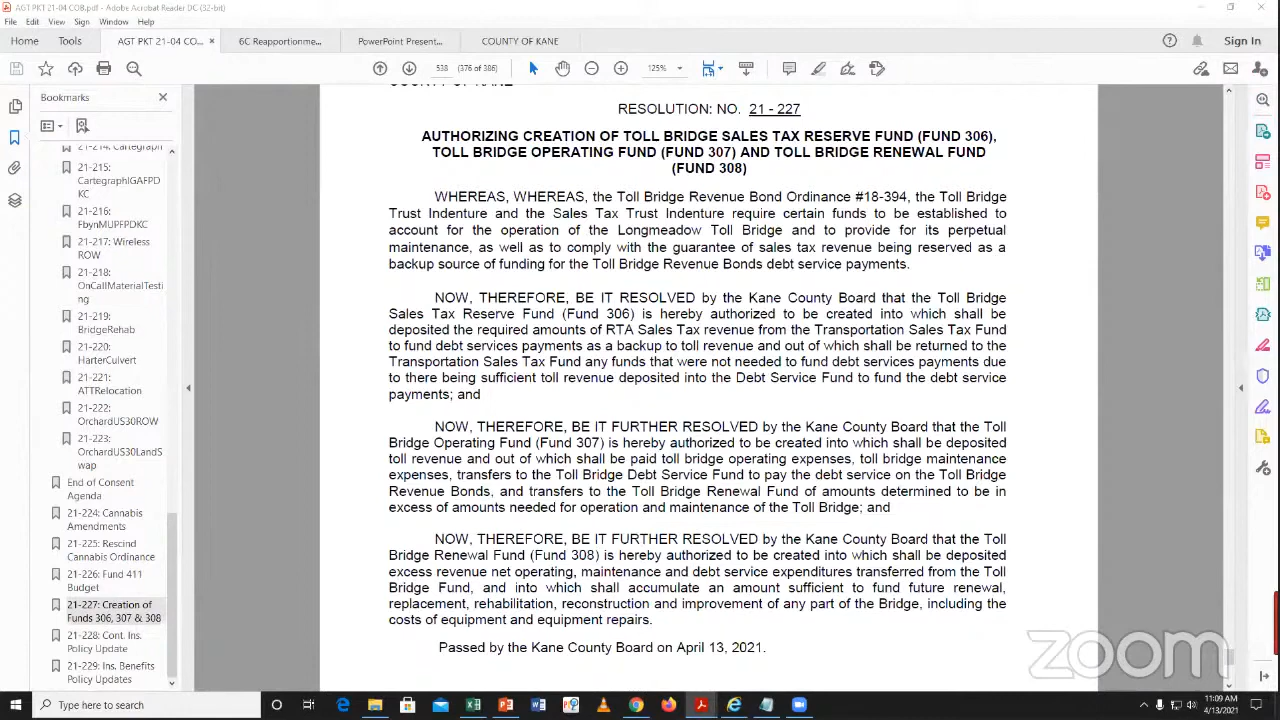 AGT PKT 21-04 COB.pdf - Adobe Acrobat Reader DC (32-bit)
File Edit View Sign Window Help
Home Tools AGT PKT 21-04 CO... × 6C Reapportionme... PowerPoint Present... COUNTY OF KANE Sign In
538 (376 of 386) 125%
Bookmarks
21-214: Cartegraph
21-215:
CartegraphIGAFPD
KC
21-216:
FbynMUPFPDKC
21-217: Wireless
ROW
21-218:
OnCallMaterialTesti
ng
21-219:
BridgeRehab
21-220:
HarterCulvert
21-221:
ATTRelocation
21-222:
OrchardUS30ROW
21-223:
OrchardUS30LandS
wap
End of Consent
Agenda
21-224: Cannabis
Amendments
21-225: Rescind
Cannabis Ordinance
21-226: Fund 411
Budget
21-227: Creation of
Funds 306, 307 & 308
21-228: Cont. Ins.
Policy Update
21-229: Ins. Benefits
Policy Updates
COUNTY OF KANE
RESOLUTION: NO. 21 - 227
AUTHORIZING CREATION OF TOLL BRIDGE SALES TAX RESERVE FUND (FUND 306),
TOLL BRIDGE OPERATING FUND (FUND 307) AND TOLL BRIDGE RENEWAL FUND
(FUND 308)
WHEREAS, WHEREAS, the Toll Bridge Revenue Bond Ordinance #18-394, the Toll Bridge
Trust Indenture and the Sales Tax Trust Indenture require certain funds to be established to
account for the operation of the Longmeadow Toll Bridge and to provide for its perpetual
maintenance, as well as to comply with the guarantee of sales tax revenue being reserved as a
backup source of funding for the Toll Bridge Revenue Bonds debt service payments.
NOW, THEREFORE, BE IT RESOLVED by the Kane County Board that the Toll Bridge
Sales Tax Reserve Fund (Fund 306) is hereby authorized to be created into which shall be
deposited the required amounts of RTA Sales Tax revenue from the Transportation Sales Tax Fund
to fund debt services payments as a backup to toll revenue and out of which shall be returned to the
Transportation Sales Tax Fund any funds that were not needed to fund debt services payments due
to there being sufficient toll revenue deposited into the Debt Service Fund to fund the debt service
payments; and
NOW, THEREFORE, BE IT FURTHER RESOLVED by the Kane County Board that the Toll
Bridge Operating Fund (Fund 307) is hereby authorized to be created into which shall be deposited
toll revenue and out of which shall be paid toll bridge operating expenses, toll bridge maintenance
expenses, transfers to the Toll Bridge Debt Service Fund to pay the debt service on the Toll Bridge
Revenue Bonds, and transfers to the Toll Bridge Renewal Fund of amounts determined to be in
excess of amounts needed for operation and maintenance of the Toll Bridge; and
NOW, THEREFORE, BE IT FURTHER RESOLVED by the Kane County Board that the Toll
Bridge Renewal Fund (Fund 308) is hereby authorized to be created into which shall be deposited
excess revenue net operating, maintenance and debt service expenditures transferred from the Toll
Bridge Fund, and into which shall accumulate an amount sufficient to fund future renewal,
replacement, rehabilitation, reconstruction and improvement of any part of the Bridge, including the
costs of equipment and equipment repairs.
Passed by the Kane County Board on April 13, 2021.
zoom
Type here to search
11:09 AM
4/13/2021